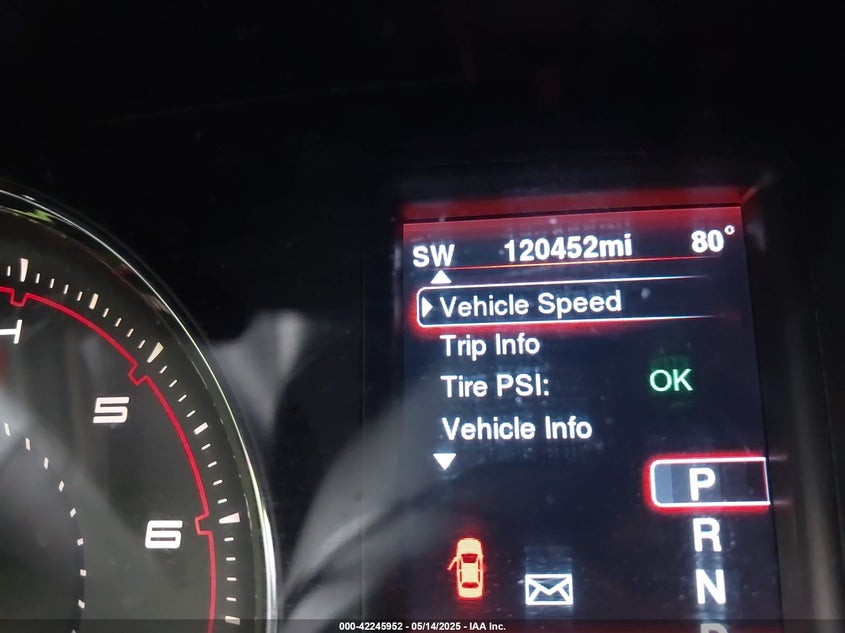 SW 120452mi 80°
Vehicle Speed
Trip Info
Tire PSI: OK
Vehicle Info
P
R
N
5
6
000-42245952 - 05/14/2025 - IAA Inc.